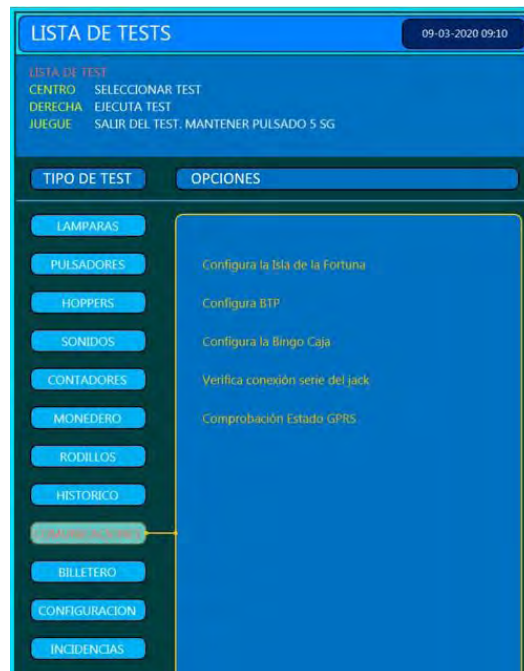 LISTA DE TESTS
09-03-2020 09:10
LISTA DE TEST
CENTRO SELECCIONAR TEST
DERECHA EJECUTA TEST
JUEGUE SALIR DEL TEST. MANTENER PULSADO 5 SG
TIPO DE TEST OPCIONES
LAMPARAS
PULSADORES Configura la Isla de la Fortuna
HOPPERS Configura BTP
SONIDOS Configura la Bingo Caja
CONTADORES Verifica conexión serie del jack
MONEDERO Comprobación Estado GPRS
RODILLOS
HISTORICO
COMUNICACIONES
BILLETERO
CONFIGURACION
INCIDENCIAS